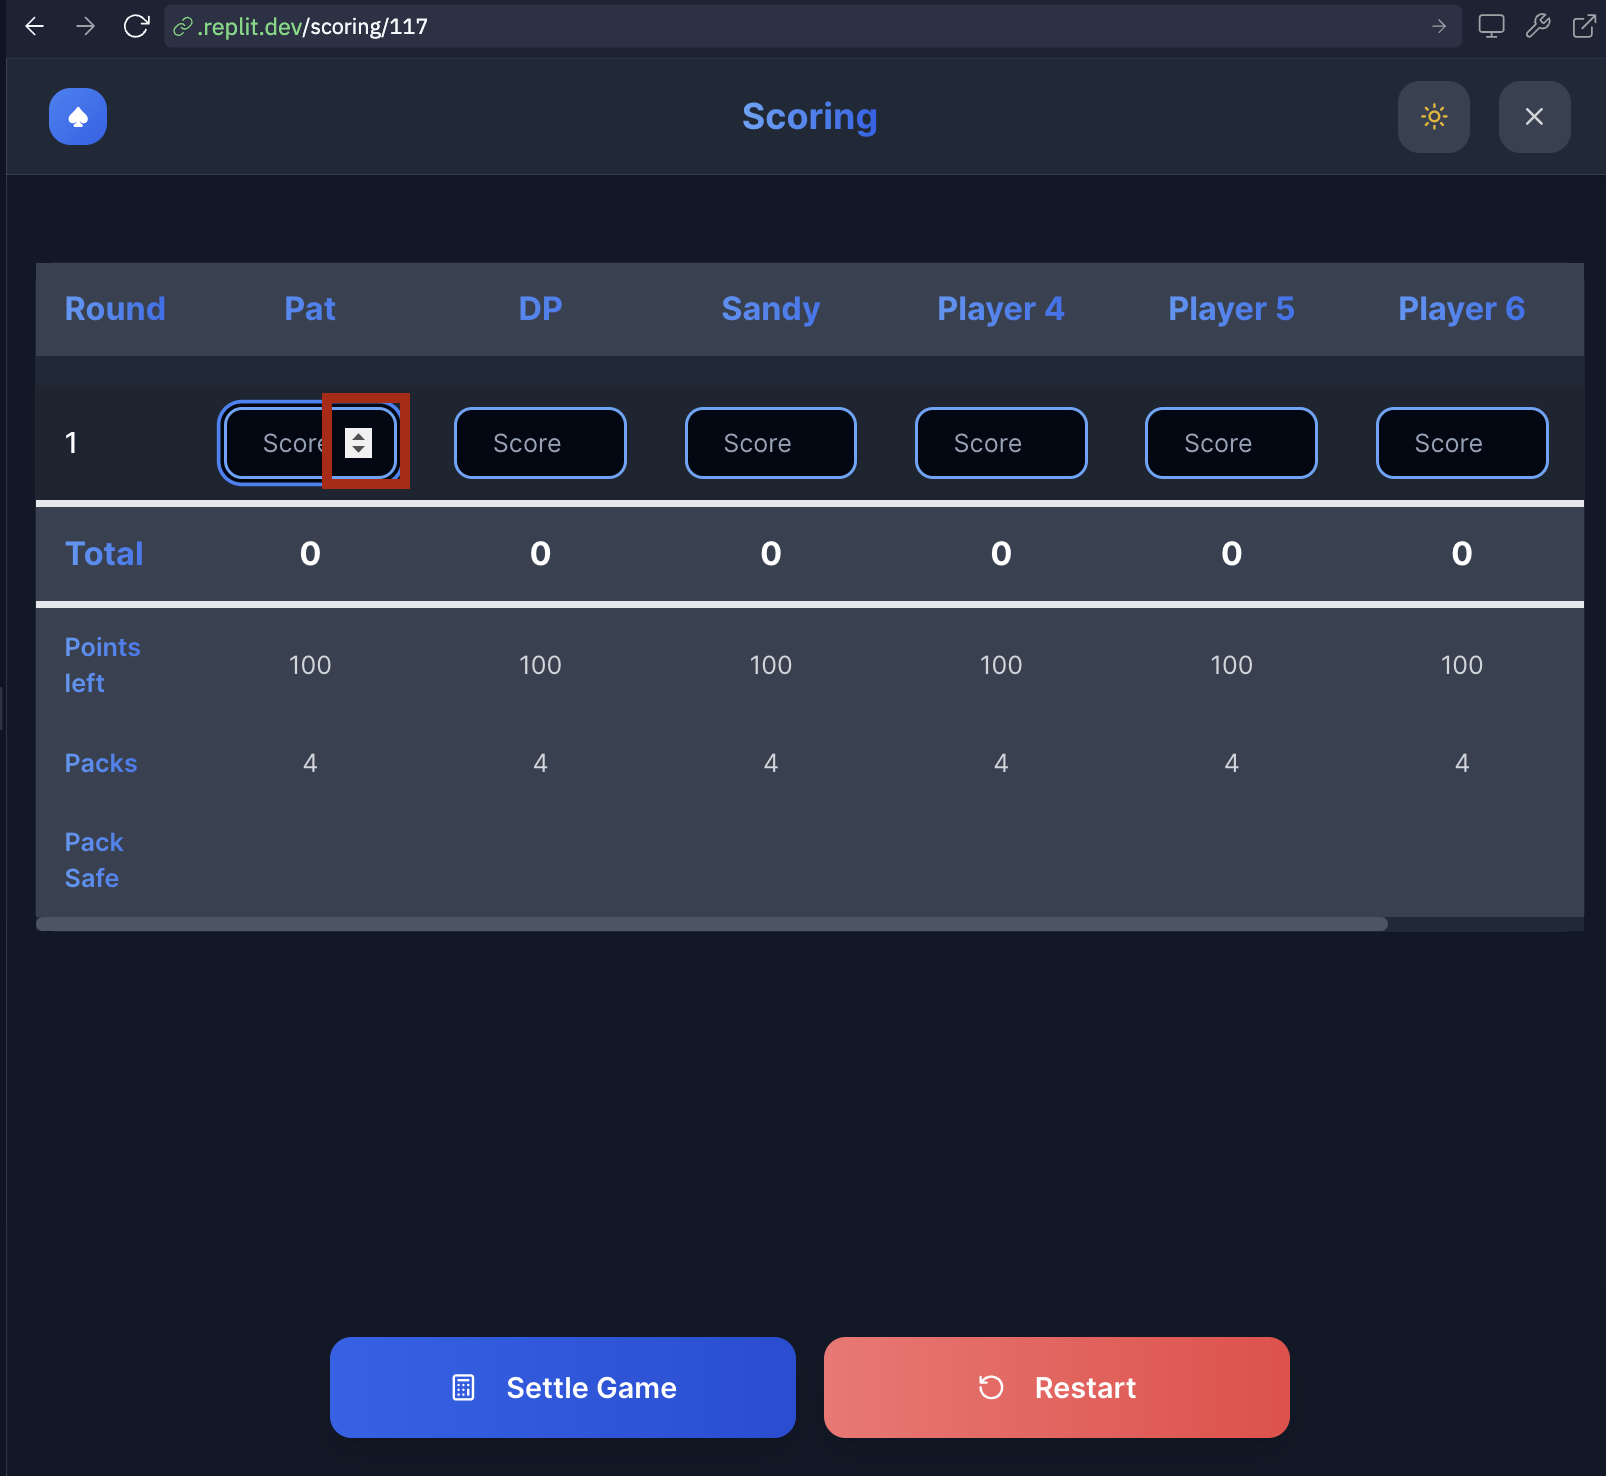 .replit.dev/scoring/117
Scoring
Round Pat DP Sandy Player 4 Player 5 Player 6
1 Score Score Score Score Score Score
Total 0 0 0 0 0 0
Points left 100 100 100 100 100 100
Packs 4 4 4 4 4 4
Pack Safe
Settle Game Restart